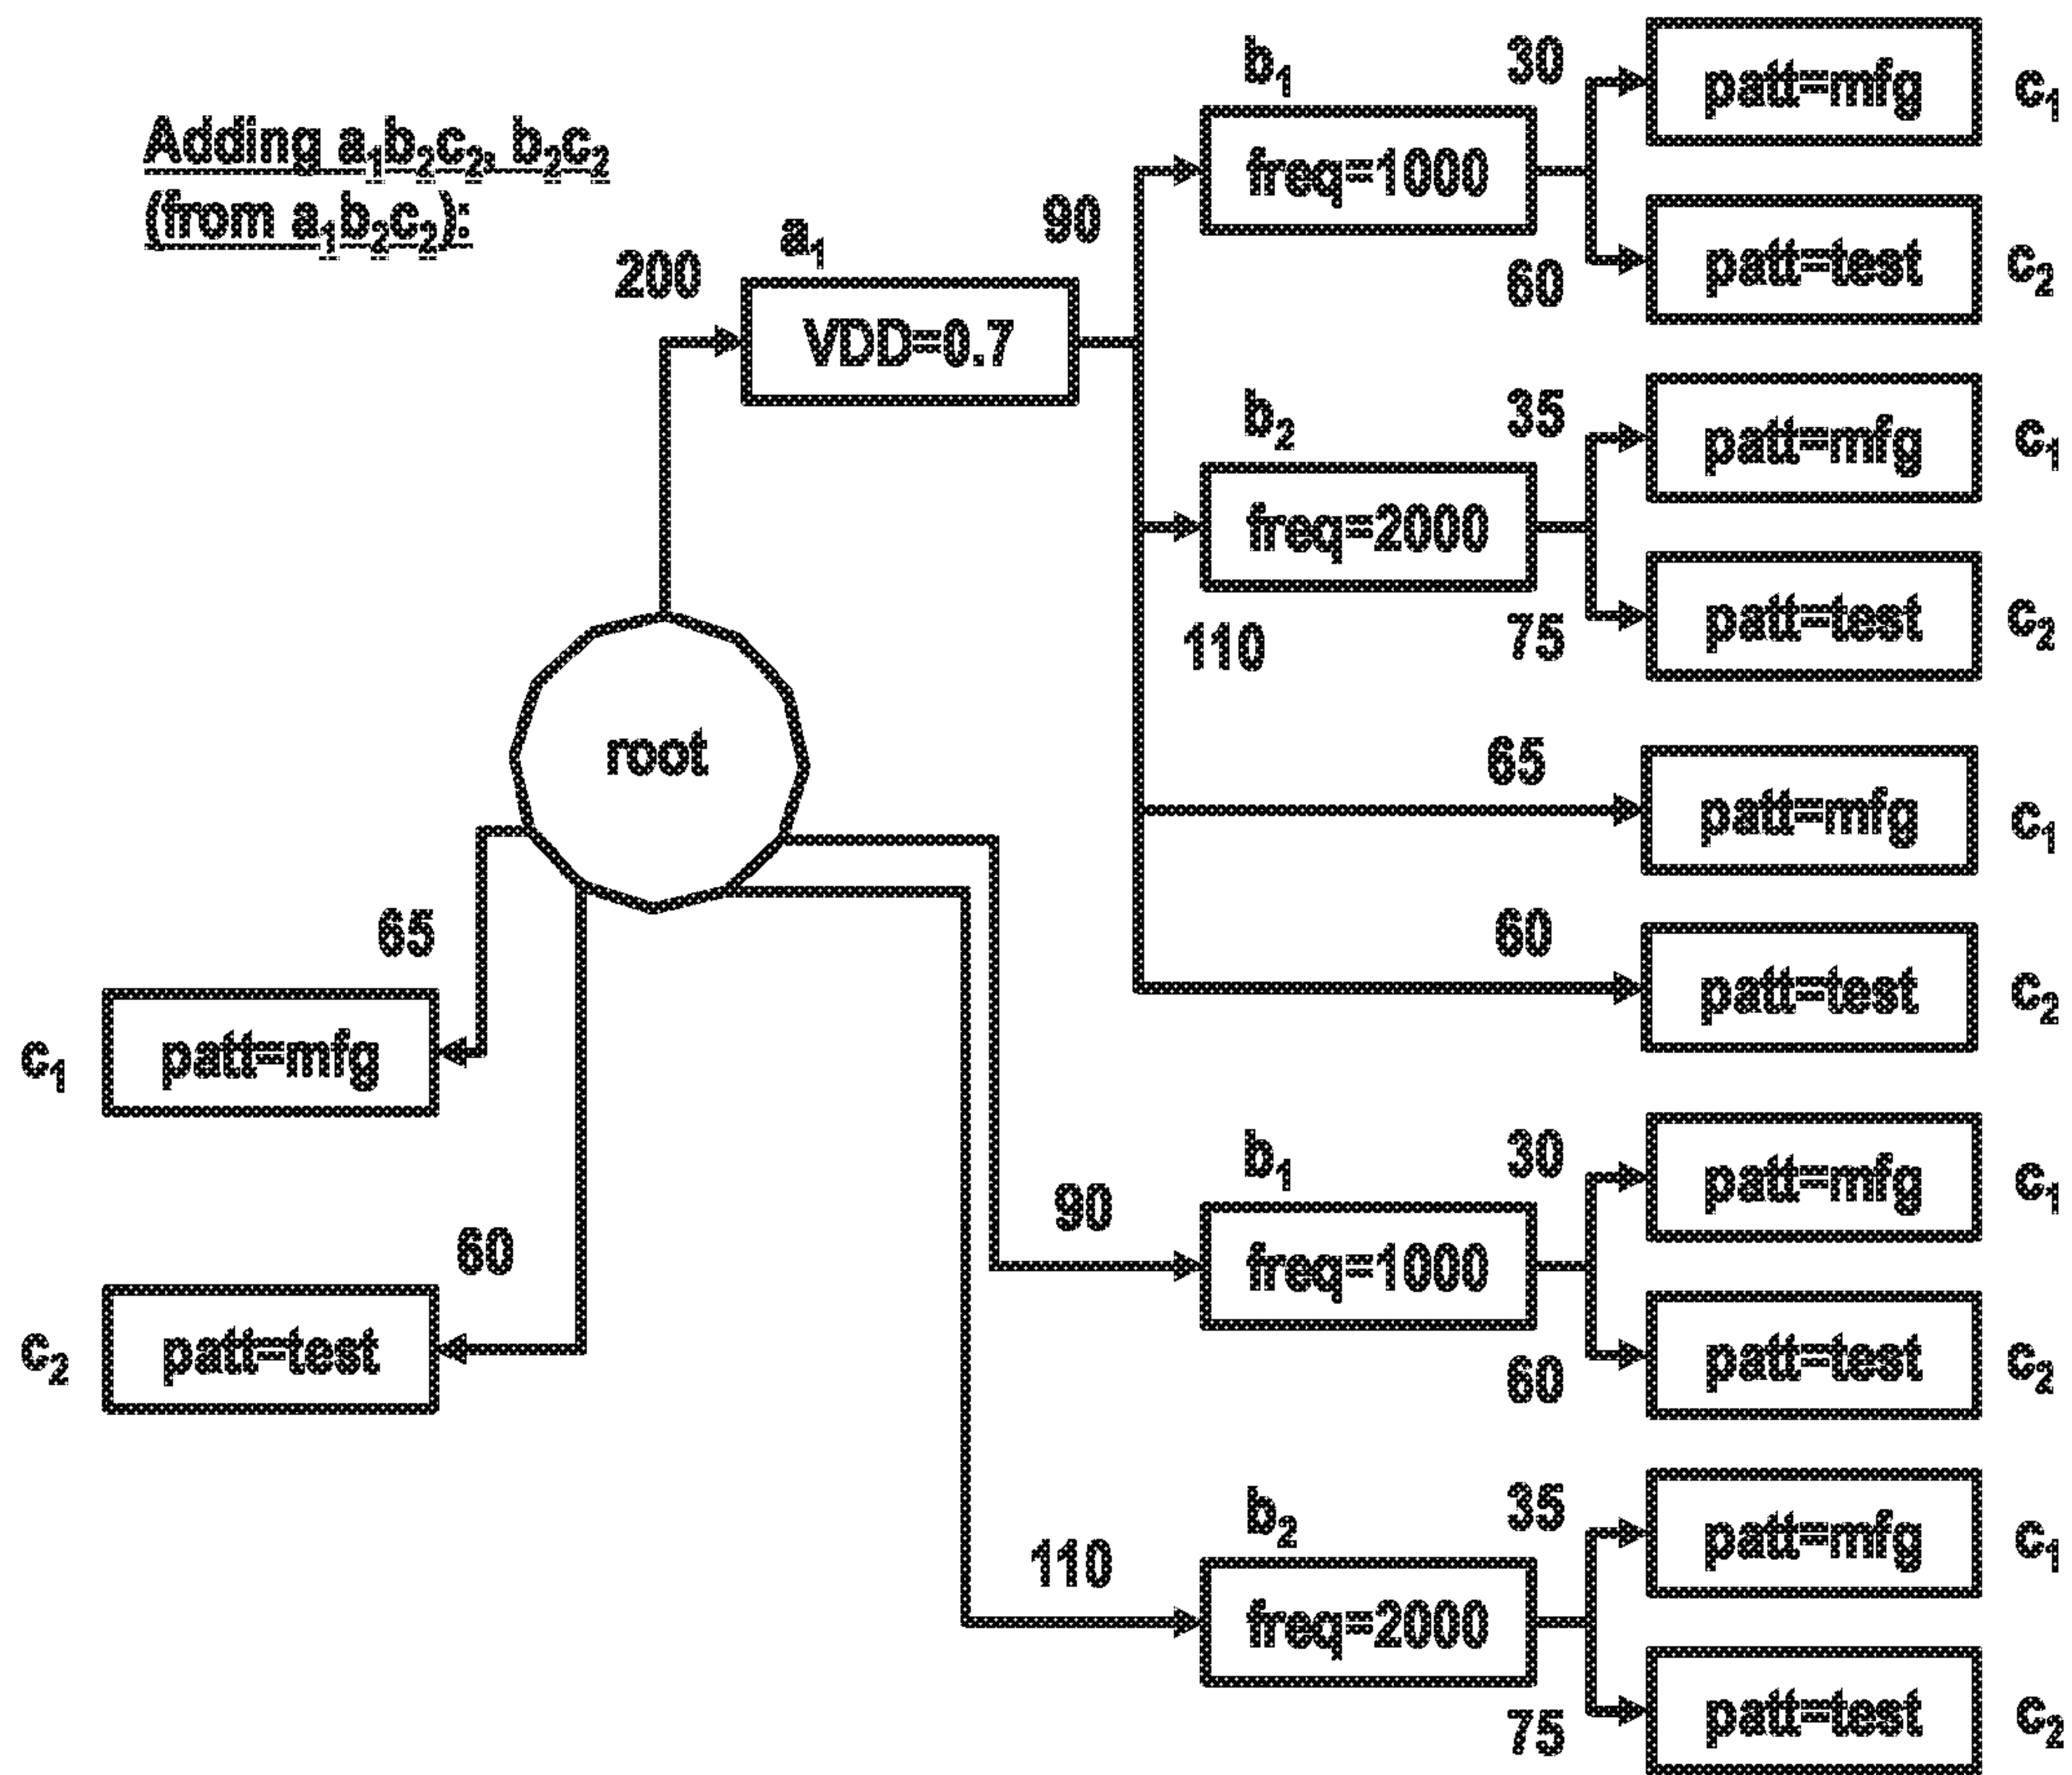 Adding a₁b₂c₂, b₂c₂
(from a₁b₂c₂):
200
a₁
VDD=0.7
90
b₁
freq=1000
30
patt=mfg
c₁
60
patt=test
c₂
110
b₂
freq=2000
35
patt=mfg
c₁
75
patt=test
c₂
65
patt=mfg
c₁
60
patt=test
c₂
root
65
c₁
patt=mfg
60
c₂
patt=test
90
b₁
freq=1000
30
patt=mfg
c₁
60
patt=test
c₂
110
b₂
freq=2000
35
patt=mfg
c₁
75
patt=test
c₂